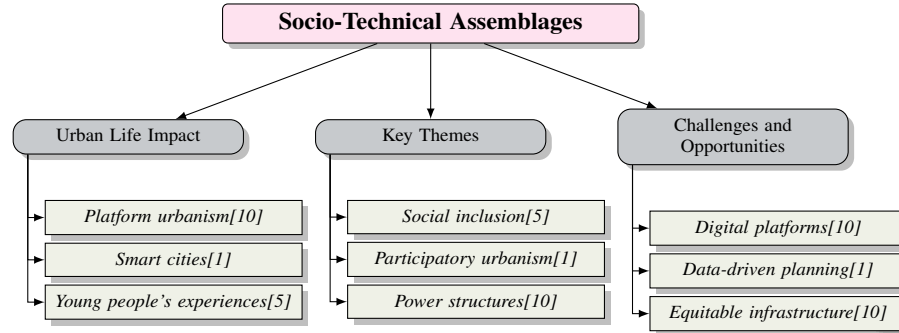 Socio-Technical Assemblages
Urban Life Impact
Platform urbanism[10]
Smart cities[1]
Young people's experiences[5]
Key Themes
Social inclusion[5]
Participatory urbanism[1]
Power structures[10]
Challenges and
Opportunities
Digital platforms[10]
Data-driven planning[1]
Equitable infrastructure[10]